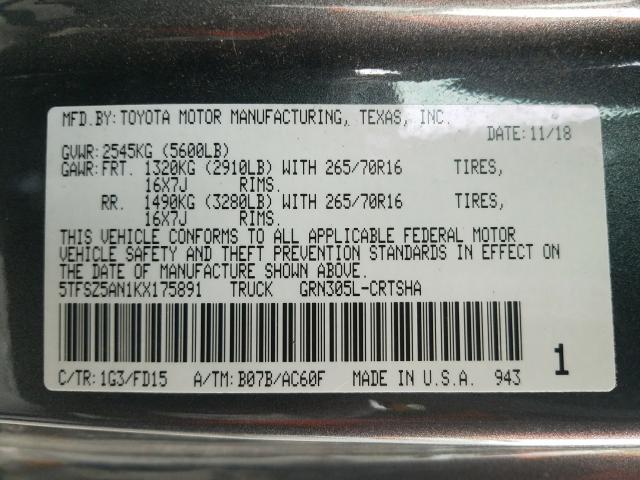 MFD.BY:TOYOTA MOTOR MANUFACTURING, TEXAS, INC.
DATE:11/18
GVWR:2545KG (5600LB)
GAWR:FRT. 1320KG (2910LB) WITH 265/70R16 TIRES,
16X7J RIMS.
RR. 1490KG (3280LB) WITH 265/70R16 TIRES,
16X7J RIMS.
THIS VEHICLE CONFORMS TO ALL APPLICABLE FEDERAL MOTOR
VEHICLE SAFETY AND THEFT PREVENTION STANDARDS IN EFFECT ON
THE DATE OF MANUFACTURE SHOWN ABOVE.
5TFSZ5AN1KX175891 TRUCK GRN305L-CRTSHA
1
C/TR:1G3/FD15 A/TM:B07B/AC60F MADE IN U.S.A. 943